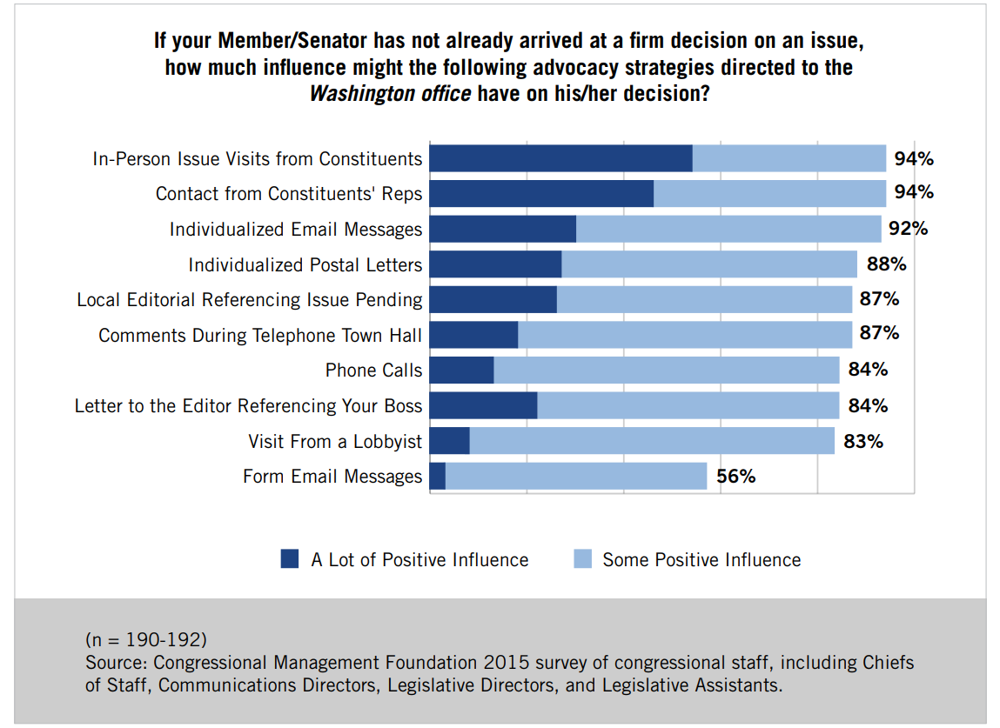 If your Member/Senator has not already arrived at a firm decision on an issue,
how much influence might the following advocacy strategies directed to the
Washington office have on his/her decision?
In-Person Issue Visits from Constituents 94%
Contact from Constituents' Reps 94%
Individualized Email Messages 92%
Individualized Postal Letters 88%
Local Editorial Referencing Issue Pending 87%
Comments During Telephone Town Hall 87%
Phone Calls 84%
Letter to the Editor Referencing Your Boss 84%
Visit From a Lobbyist 83%
Form Email Messages 56%
A Lot of Positive Influence Some Positive Influence
(n = 190-192)
Source: Congressional Management Foundation 2015 survey of congressional staff, including Chiefs
of Staff, Communications Directors, Legislative Directors, and Legislative Assistants.